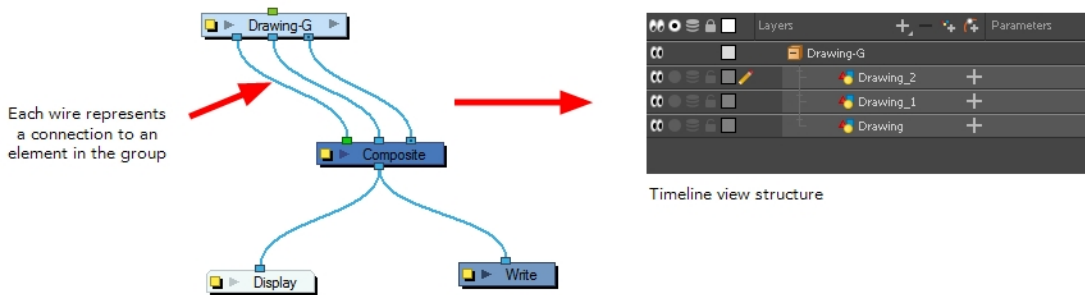 Drawing-G
Each wire represents
a connection to an
element in the group
Composite
Display
Write
Layers
Parameters
Drawing-G
Drawing_2
Drawing_1
Drawing
Timeline view structure